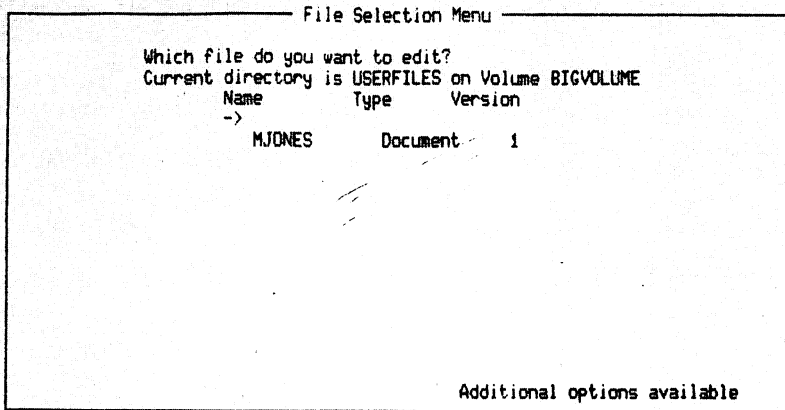 File Selection Menu
Which file do you want to edit?
Current directory is USERFILES on Volume BIGVOLUME
Name Type Version
->
MJONES Document 1
Additional options available